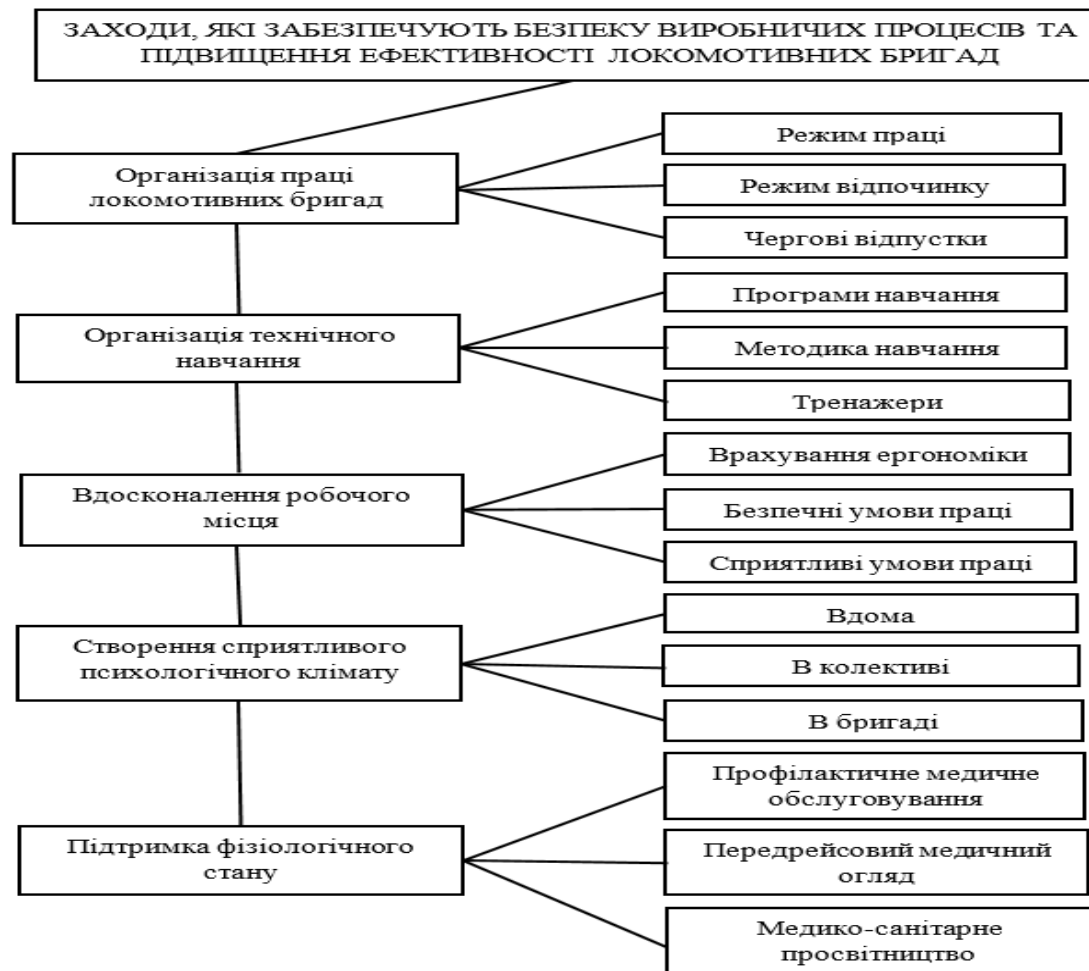 ЗАХОДИ, ЯКІ ЗАБЕЗПЕЧУЮТЬ БЕЗПЕКУ ВИРОБНИЧИХ ПРОЦЕСІВ ТА
ПІДВИЩЕННЯ ЕФЕКТИВНОСТІ ЛОКОМОТИВНИХ БРИГАД
Організація праці
локомотивних бригад
Режим праці
Режим відпочинку
Чергові відпустки
Організація технічного
навчання
Програми навчання
Методика навчання
Тренажери
Вдосконалення робочого
місця
Врахування ергономіки
Безпечні умови праці
Сприятливі умови праці
Створення сприятливого
психологічного клімату
Вдома
В колективі
В бригаді
Підтримка фізіологічного
стану
Профілактичне медичне
обслуговування
Передрейсовий медичний
огляд
Медико-санітарне
просвітництво